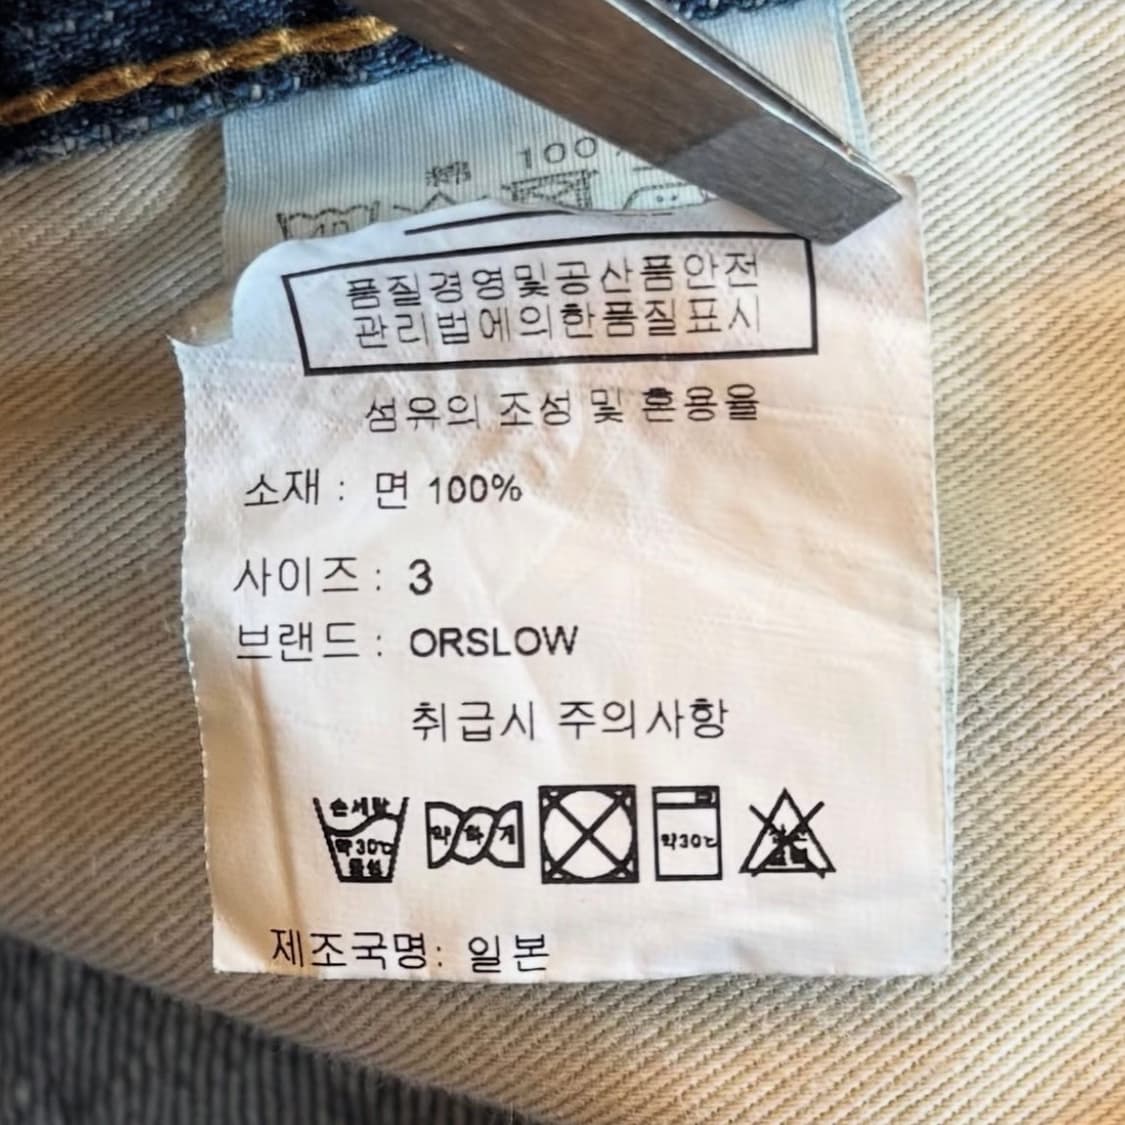 綿 100%
40
품질경영및공산품안전
관리법에의한품질표시
섬유의 조성 및 혼용율
소재 : 면 100%
사이즈 : 3
브랜드 : ORSLOW
취급시 주의사항
손세탁 약하게 약30℃
약30℃
중성
제조국명: 일본